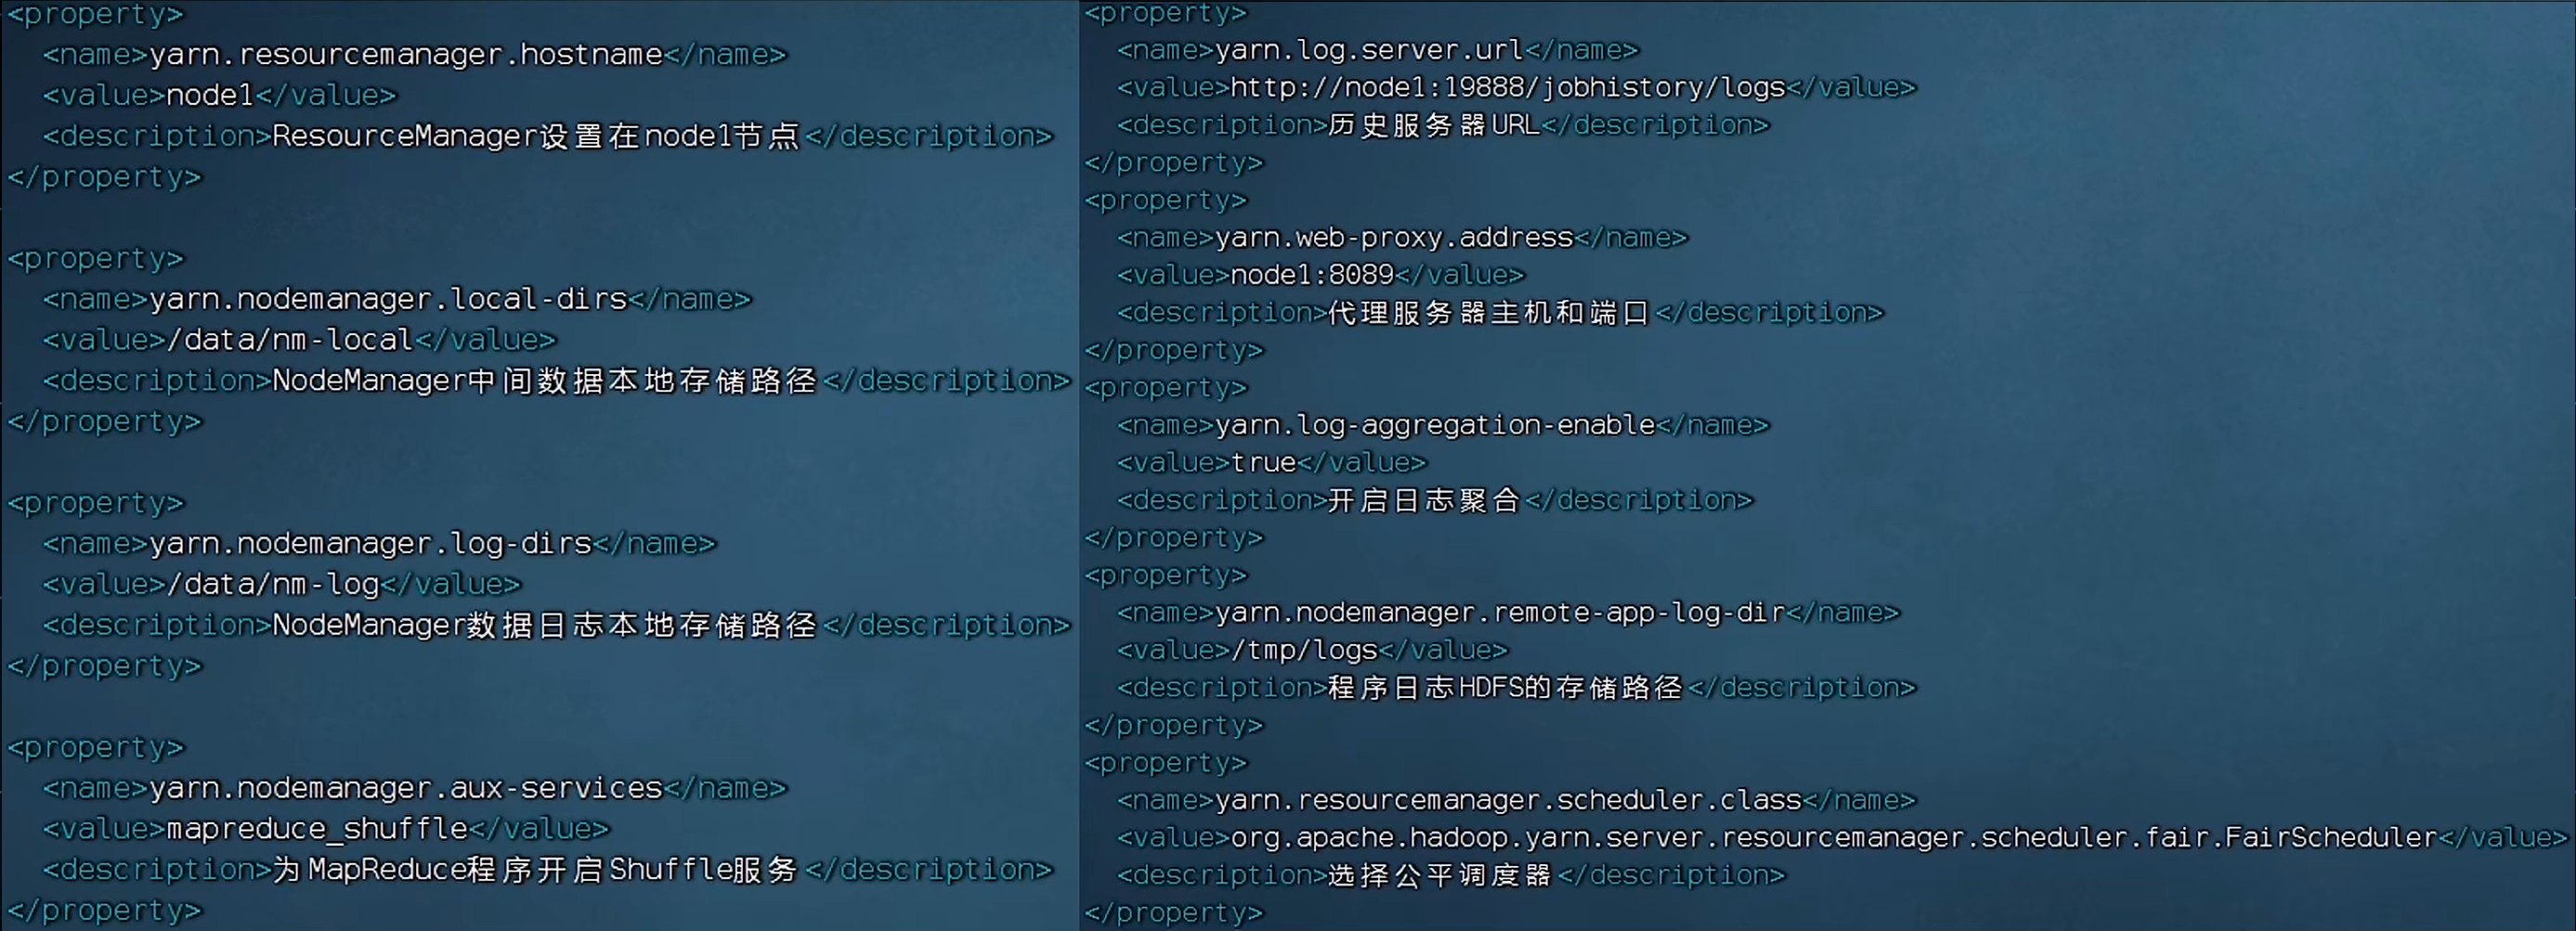 <property>
<name>yarn.resourcemanager.hostname</name>
<value>node1</value>
<description>ResourceManager设置在node1节点</description>
</property>
<property>
<name>yarn.nodemanager.local-dirs</name>
<value>/data/nm-local</value>
<description>NodeManager中间数据本地存储路径</description>
</property>
<property>
<name>yarn.nodemanager.log-dirs</name>
<value>/data/nm-log</value>
<description>NodeManager数据日志本地存储路径</description>
</property>
<property>
<name>yarn.nodemanager.aux-services</name>
<value>mapreduce_shuffle</value>
<description>为MapReduce程序开启Shuffle服务</description>
</property>
<property>
<name>yarn.log.server.url</name>
<value>http://node1:19888/jobhistory/logs</value>
<description>历史服务器URL</description>
</property>
<property>
<name>yarn.web-proxy.address</name>
<value>node1:8089</value>
<description>代理服务器主机和端口</description>
</property>
<property>
<name>yarn.log-aggregation-enable</name>
<value>true</value>
<description>开启日志聚合</description>
</property>
<property>
<name>yarn.nodemanager.remote-app-log-dir</name>
<value>/tmp/logs</value>
<description>程序日志HDFS的存储路径</description>
</property>
<property>
<name>yarn.resourcemanager.scheduler.class</name>
<value>org.apache.hadoop.yarn.server.resourcemanager.scheduler.fair.FairScheduler</value>
<description>选择公平调度器</description>
</property>